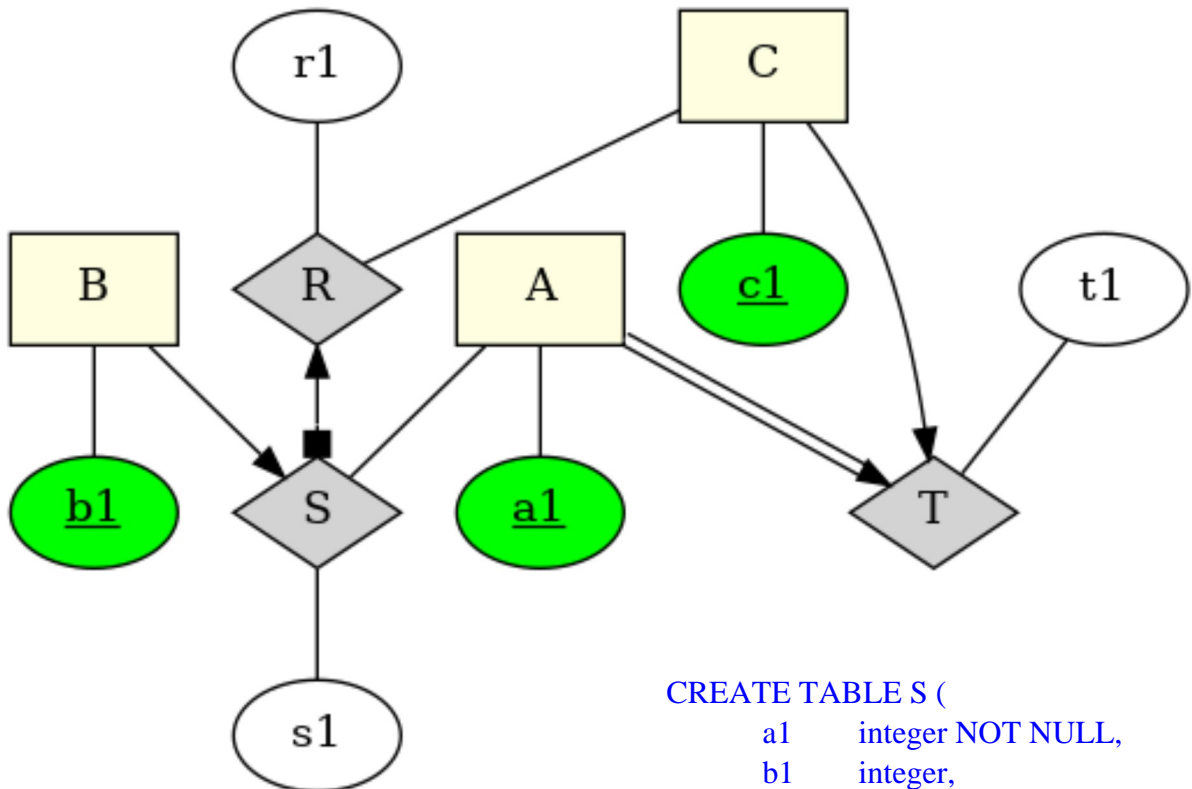 r1
C
B
R
A
c1
t1
b1
S
a1
T
s1
CREATE TABLE S (
a1 integer NOT NULL,
b1 integer,